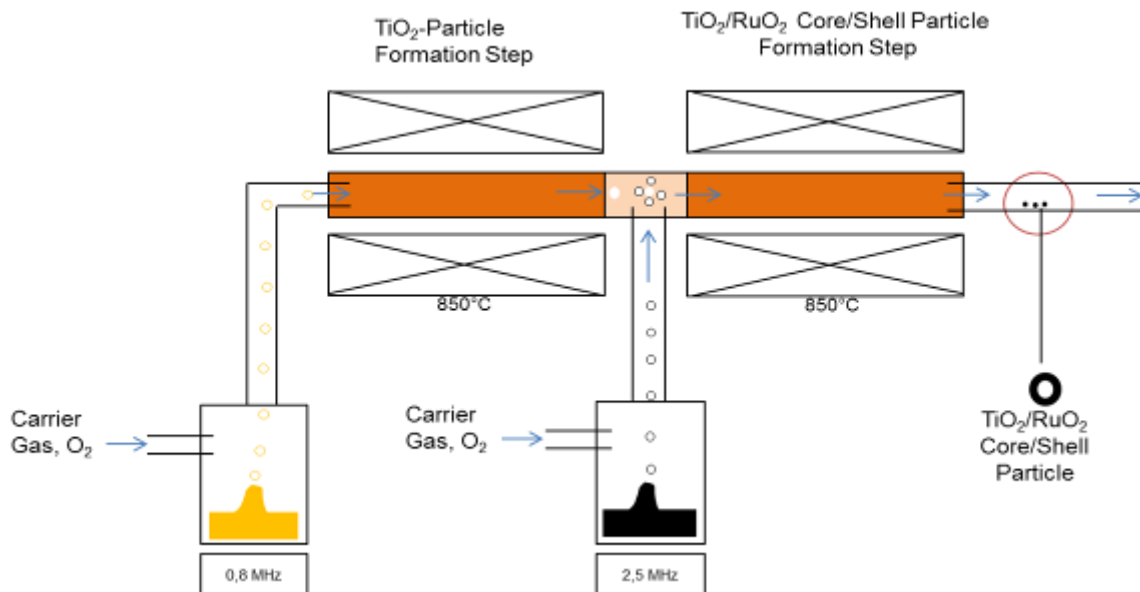 TiO₂-Particle
Formation Step
TiO₂/RuO₂ Core/Shell Particle
Formation Step
850°C
850°C
Carrier
Gas, O₂
Carrier
Gas, O₂
TiO₂/RuO₂
Core/Shell
Particle
0,8 MHz
2,5 MHz